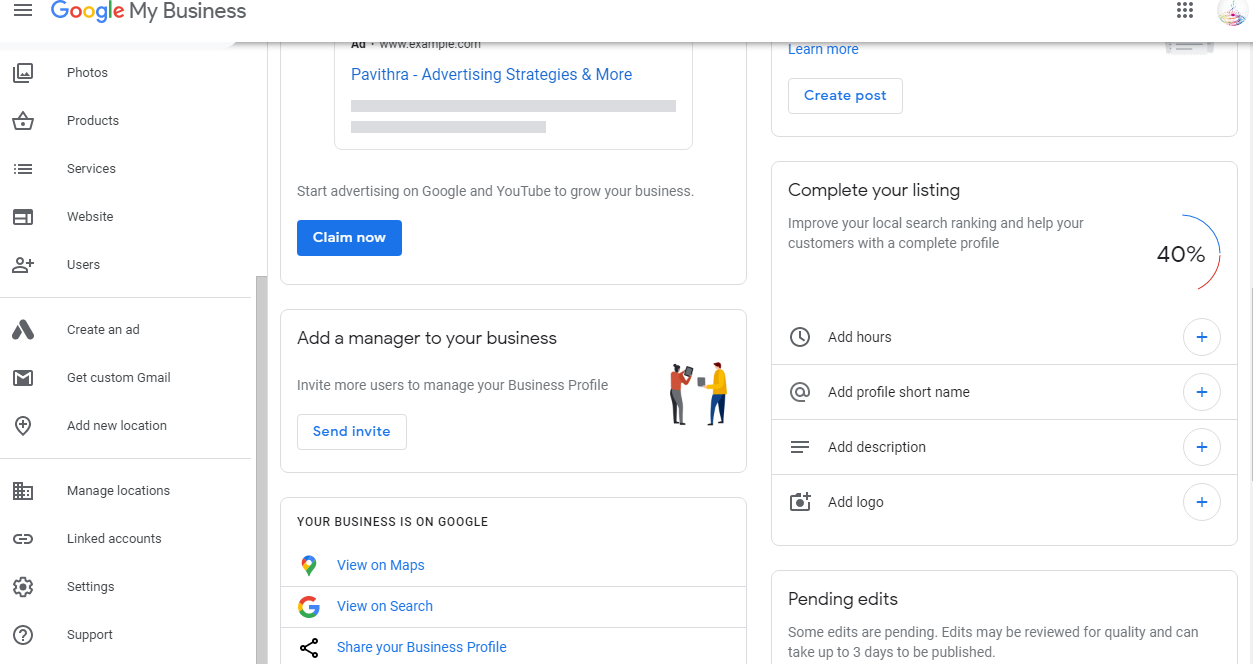 Google My Business
Photos
Products
Services
Website
Users
Create an ad
Get custom Gmail
Add new location
Manage locations
Linked accounts
Settings
Support
Ad · www.example.com
Pavithra - Advertising Strategies & More
Start advertising on Google and YouTube to grow your business.
Claim now
Add a manager to your business
Invite more users to manage your Business Profile
Send invite
YOUR BUSINESS IS ON GOOGLE
View on Maps
View on Search
Share your Business Profile
Learn more
Create post
Complete your listing
Improve your local search ranking and help your
customers with a complete profile
40%
Add hours
Add profile short name
Add description
Add logo
Pending edits
Some edits are pending. Edits may be reviewed for quality and can
take up to 3 days to be published.